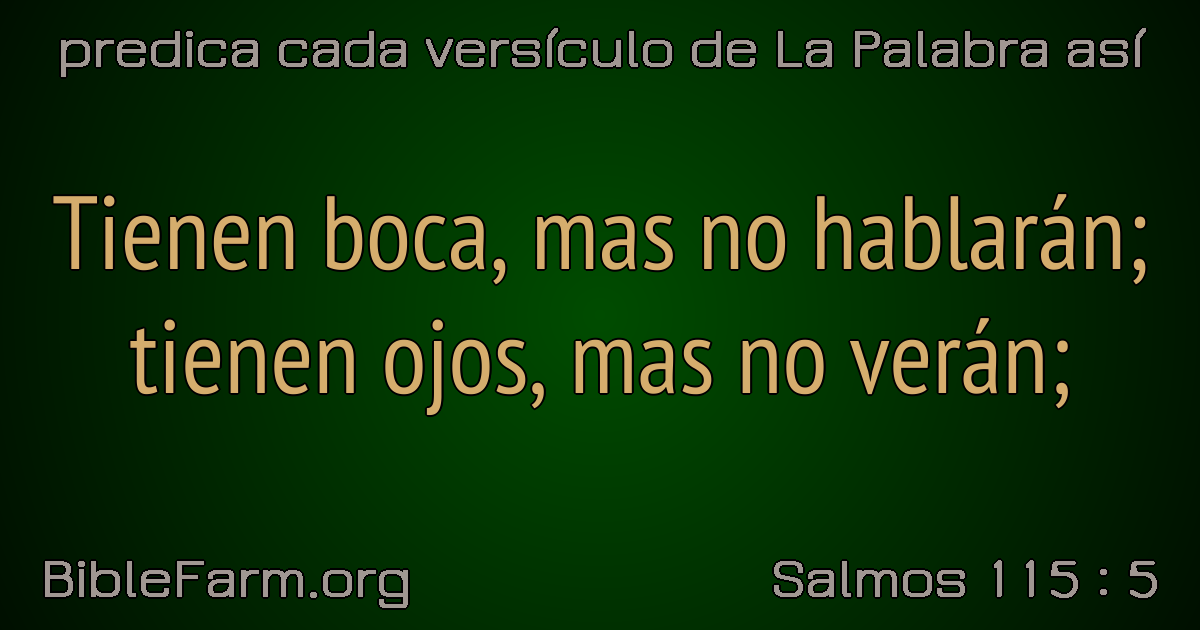 predica cada versículo de La Palabra así
Tienen boca, mas no hablarán;
tienen ojos, mas no verán;
BibleFarm.org
Salmos 115 : 5